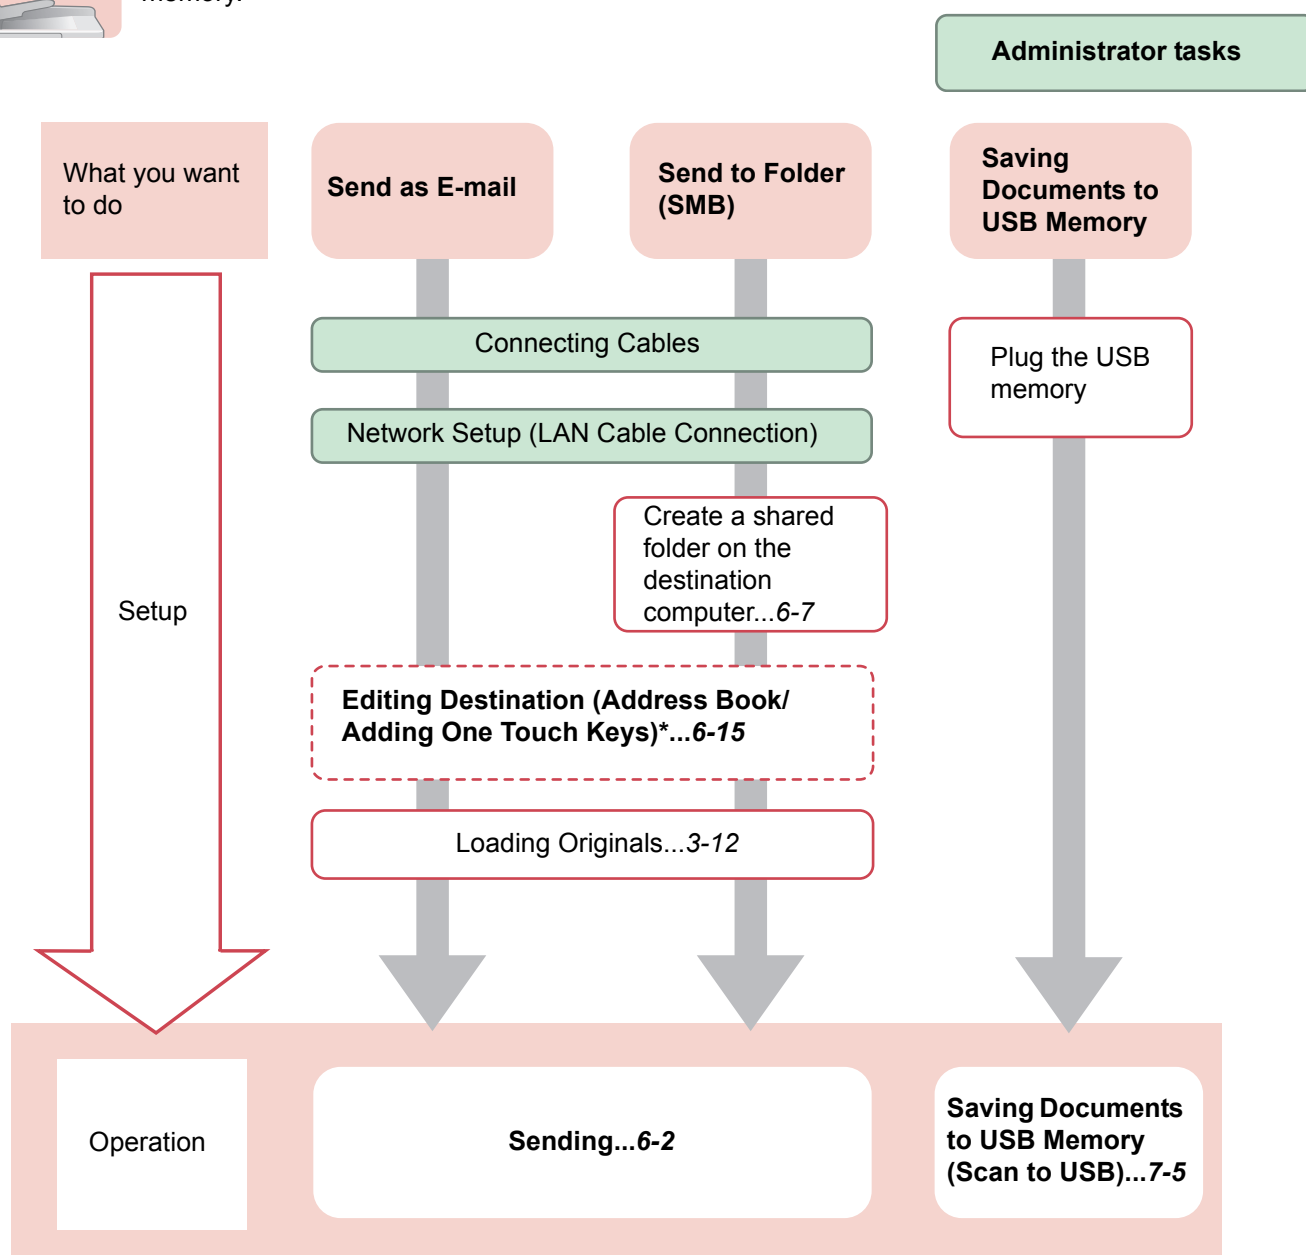 memory.
Administrator tasks
What you want
to do
Send as E-mail
Send to Folder
(SMB)
Saving
Documents to
USB Memory
Connecting Cables
Plug the USB
memory
Network Setup (LAN Cable Connection)
Create a shared
folder on the
destination
computer...6-7
Setup
Editing Destination (Address Book/
Adding One Touch Keys)*...6-15
Loading Originals...3-12
Operation
Sending...6-2
Saving Documents
to USB Memory
(Scan to USB)...7-5